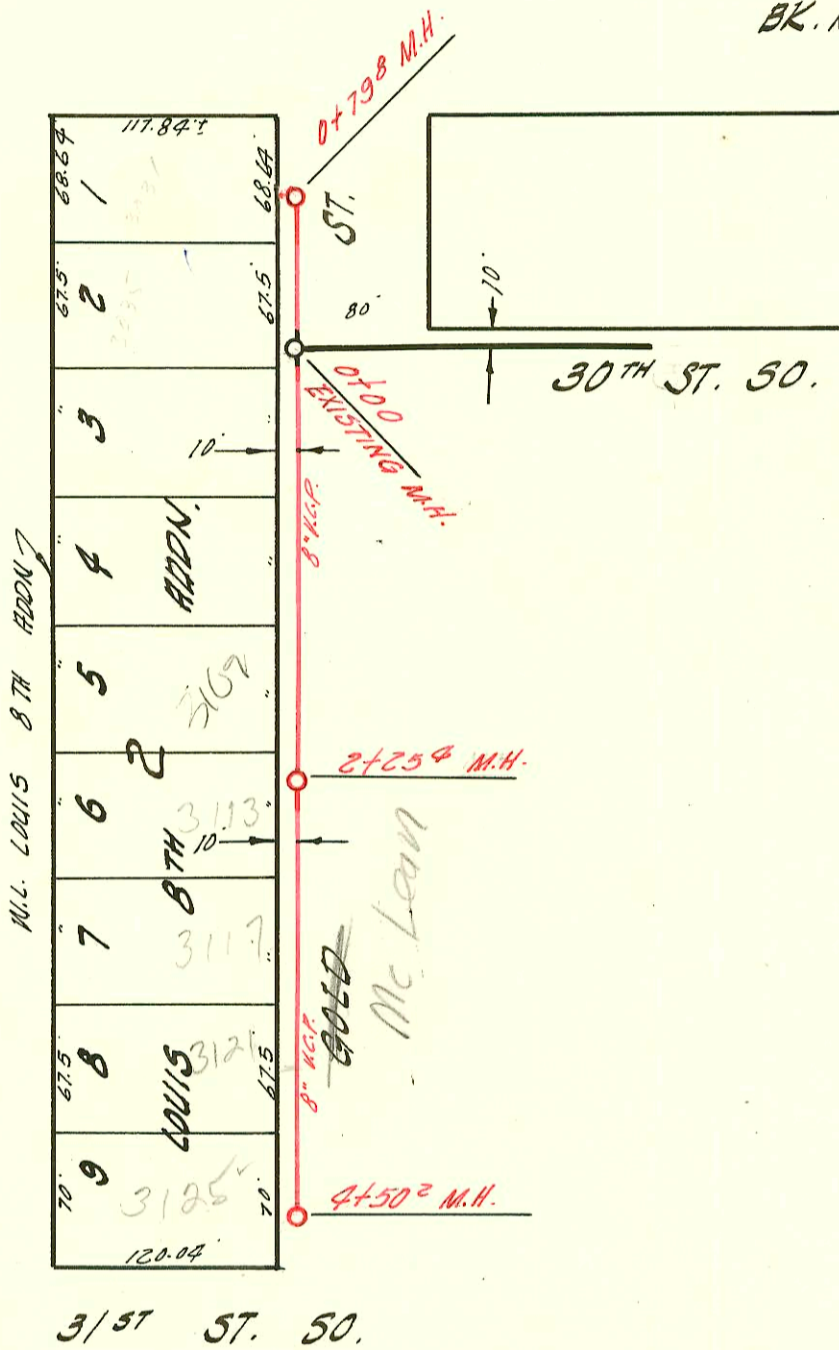 BK.
0+79⁸ M.H.
117.84'±
68.64
1
68.64
ST.
67.5'
2
67.5'
80'
10'
30TH ST. SO.
0+00
EXISTING M.H.
"
3
"
10'
8" V.C.P.
"
4
"
ADDN.
W.L. LOUIS 8TH ADDN
"
5
3109
"
2
2+25⁴ M.H.
"
6
3113
"
8TH
10'
"
7
3117
"
GOLD
Mc Lean
67.5'
8
3121
67.5'
LOUIS
8" V.C.P.
70'
9
3125
70'
4+50² M.H.
120.04
31ST ST. SO.